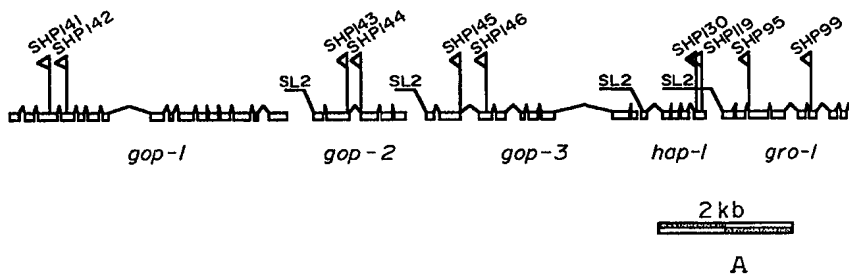 SHP141 SHP142 SHP143 SHP144 SHP145 SHP146 SHP130 SHP119 SHP95 SHP99
SL2 SL2 SL2 SL2
gop-1 gop-2 gop-3 hap-1 gro-1
2 kb
A